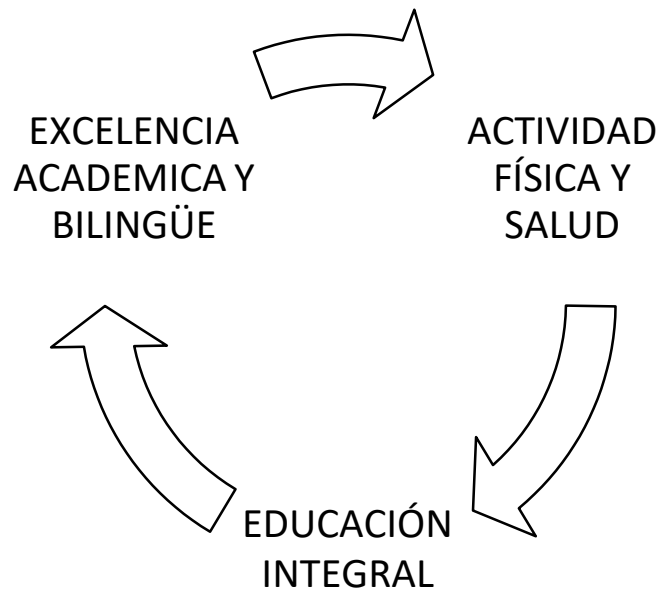 EXCELENCIA
ACADEMICA Y
BILINGÜE
ACTIVIDAD
FÍSICA Y
SALUD
EDUCACIÓN
INTEGRAL